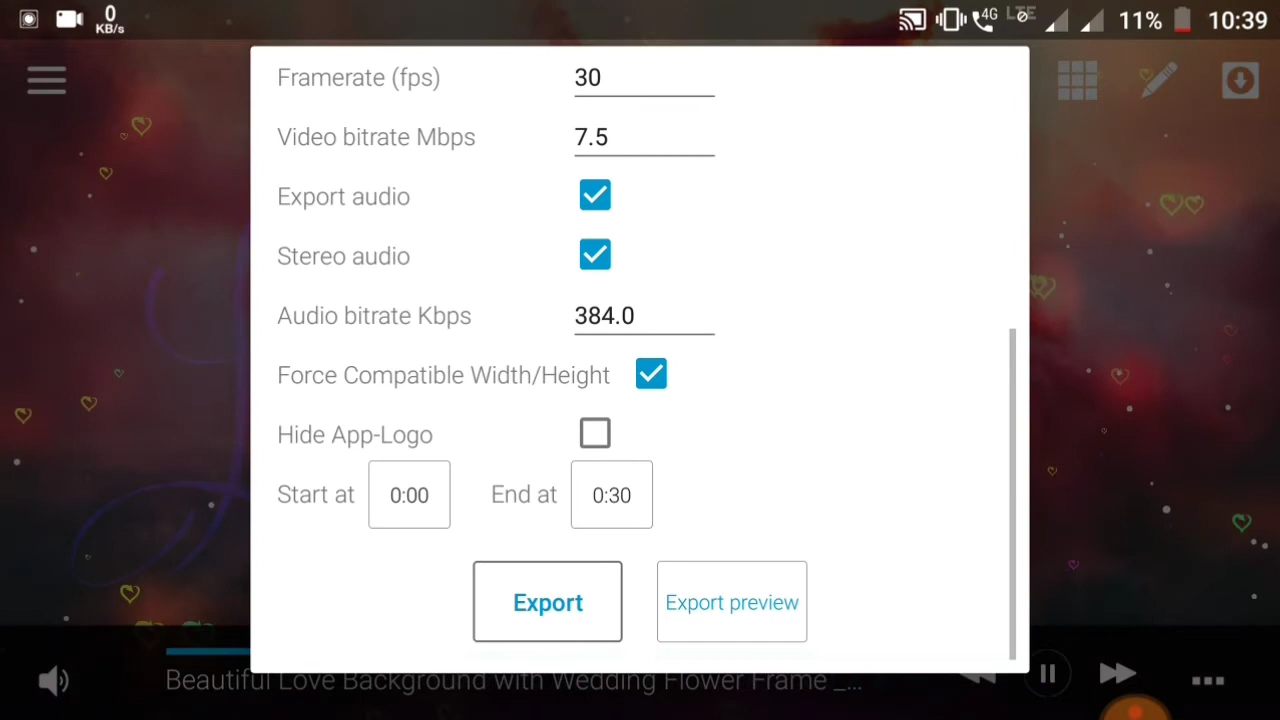 0
KB/s
4G
LTE
11%
10:39
Framerate (fps) 30
Video bitrate Mbps 7.5
Export audio
Stereo audio
Audio bitrate Kbps 384.0
Force Compatible Width/Height
Hide App-Logo
Start at 0:00 End at 0:30
Export Export preview
Beautiful Love Background with Wedding Flower Frame _...